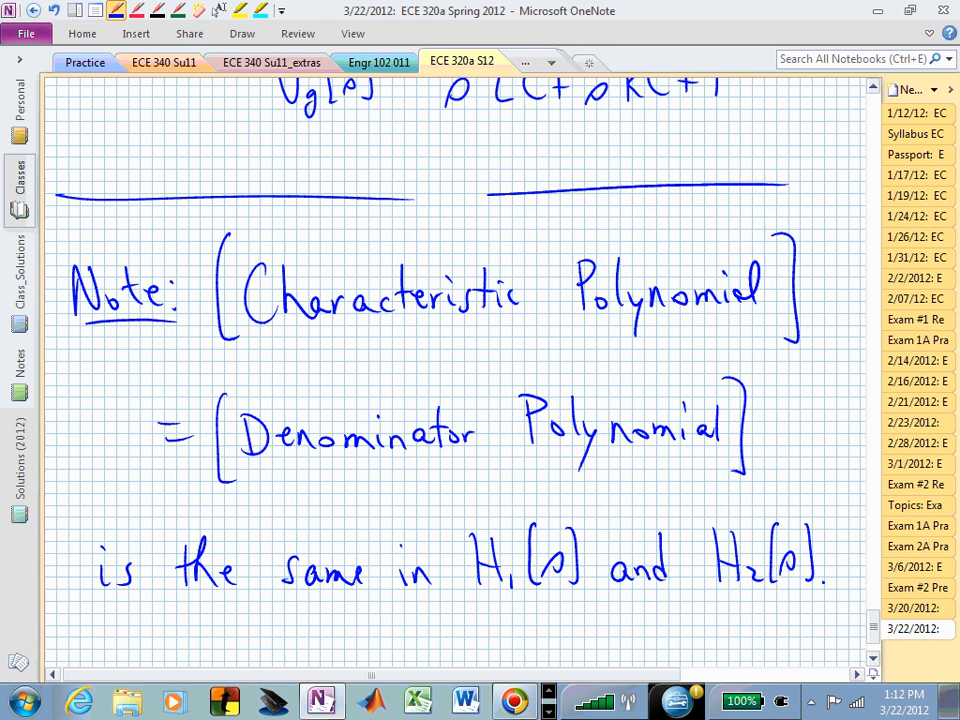 3/22/2012: ECE 320a Spring 2012 - Microsoft OneNote
File Home Insert Share Draw Review View
Practice ECE 340 Su11 ECE 340 Su11_extras Engr 102 011 ECE 320a S12 ...
Search All Notebooks (Ctrl+E)
Personal
Classes
Class_Solutions
Notes
Solutions (2012)
Note: [Characteristic Polynomial]
= [Denominator Polynomial]
is the same in H₁[s] and H₂[s].
Ne...
1/12/12: EC
Syllabus EC
Passport: E
1/17/12: EC
1/19/12: EC
1/24/12: EC
1/26/12: EC
1/31/12: EC
2/2/2012: E
2/07/12: EC
Exam #1 Re
Exam 1A Pra
2/14/2012: E
2/16/2012: E
2/21/2012: E
2/23/2012:
2/28/2012: E
3/1/2012: E
Exam #2 Re
Topics: Exa
Exam 1A Pra
Exam 2A Pra
3/6/2012: E
Exam #2 Pre
3/20/2012:
3/22/2012:
100%
1:12 PM
3/22/2012